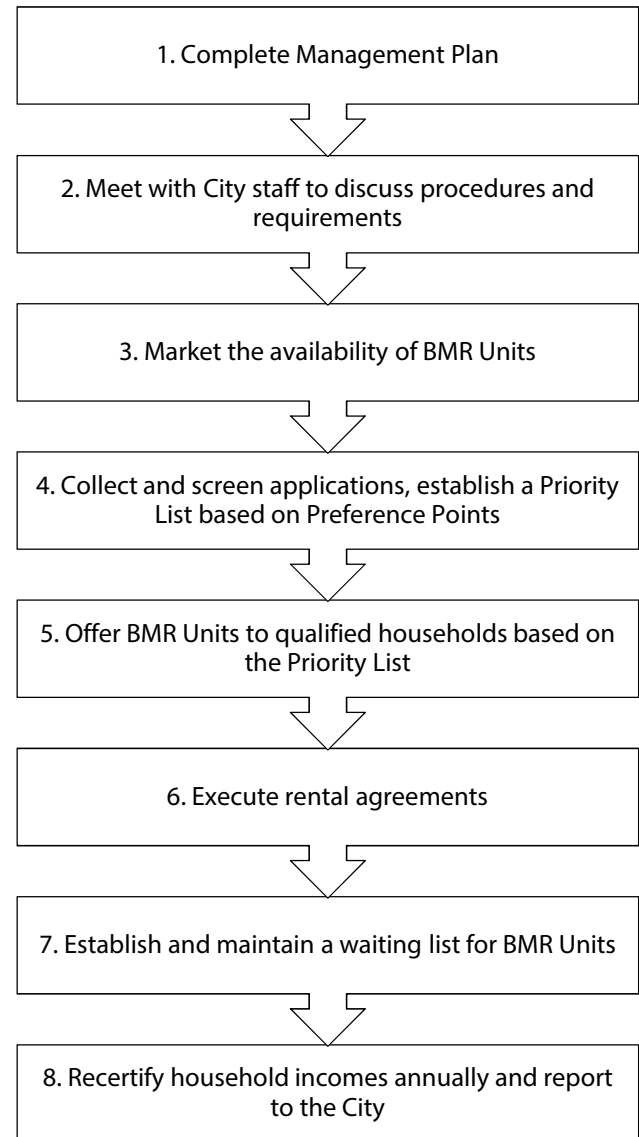 1. Complete Management Plan
2. Meet with City staff to discuss procedures and
requirements
3. Market the availability of BMR Units
4. Collect and screen applications, establish a Priority
List based on Preference Points
5. Offer BMR Units to qualified households based on
the Priority List
6. Execute rental agreements
7. Establish and maintain a waiting list for BMR Units
8. Recertify household incomes annually and report
to the City